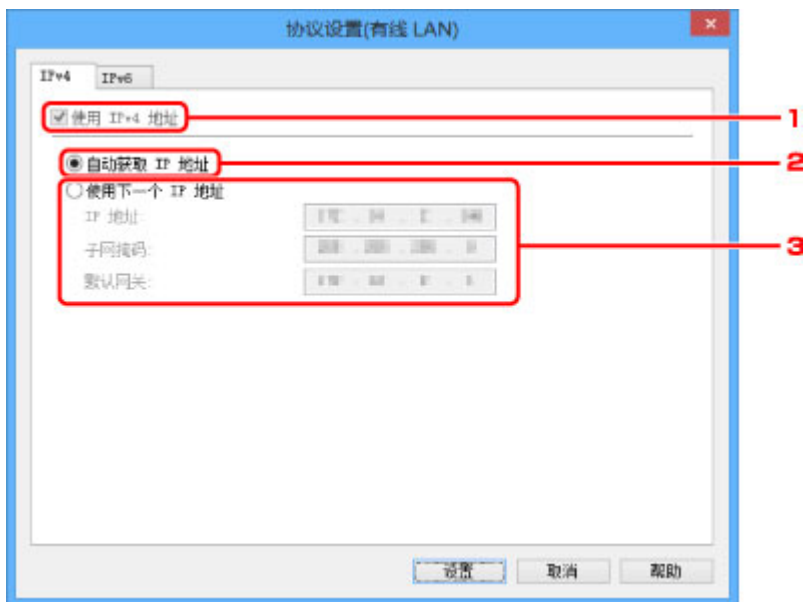 协议设置(有线 LAN)
IPv4 IPv6
使用 IPv4 地址
1
自动获取 IP 地址
2
使用下一个 IP 地址
IP 地址:
子网掩码:
3
默认网关:
设置 取消 帮助